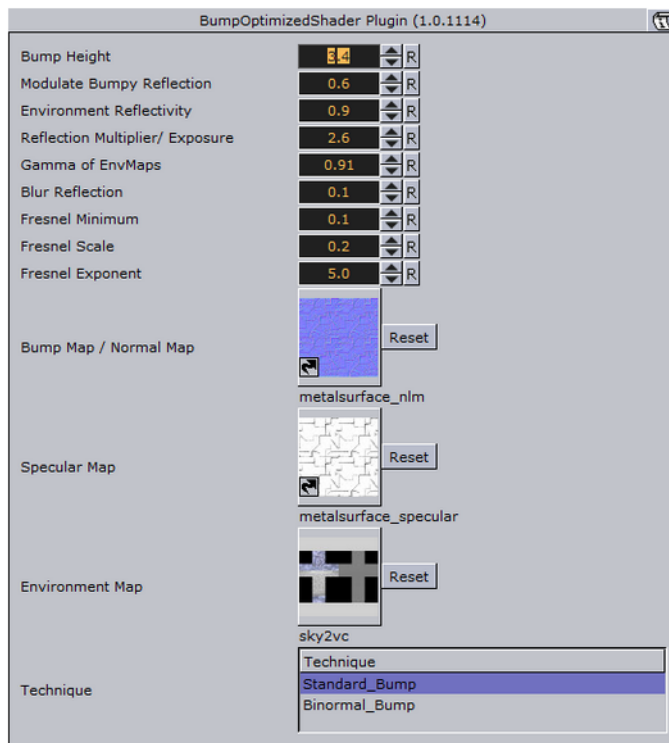 BumpOptimizedShader Plugin (1.0.1114)
Bump Height 3.4 R
Modulate Bumpy Reflection 0.6 R
Environment Reflectivity 0.9 R
Reflection Multiplier/ Exposure 2.6 R
Gamma of EnvMaps 0.91 R
Blur Reflection 0.1 R
Fresnel Minimum 0.1 R
Fresnel Scale 0.2 R
Fresnel Exponent 5.0 R
Bump Map / Normal Map Reset
metalsurface_nlm
Specular Map Reset
metalsurface_specular
Environment Map Reset
sky2vc
Technique
Technique
Standard_Bump
Binormal_Bump